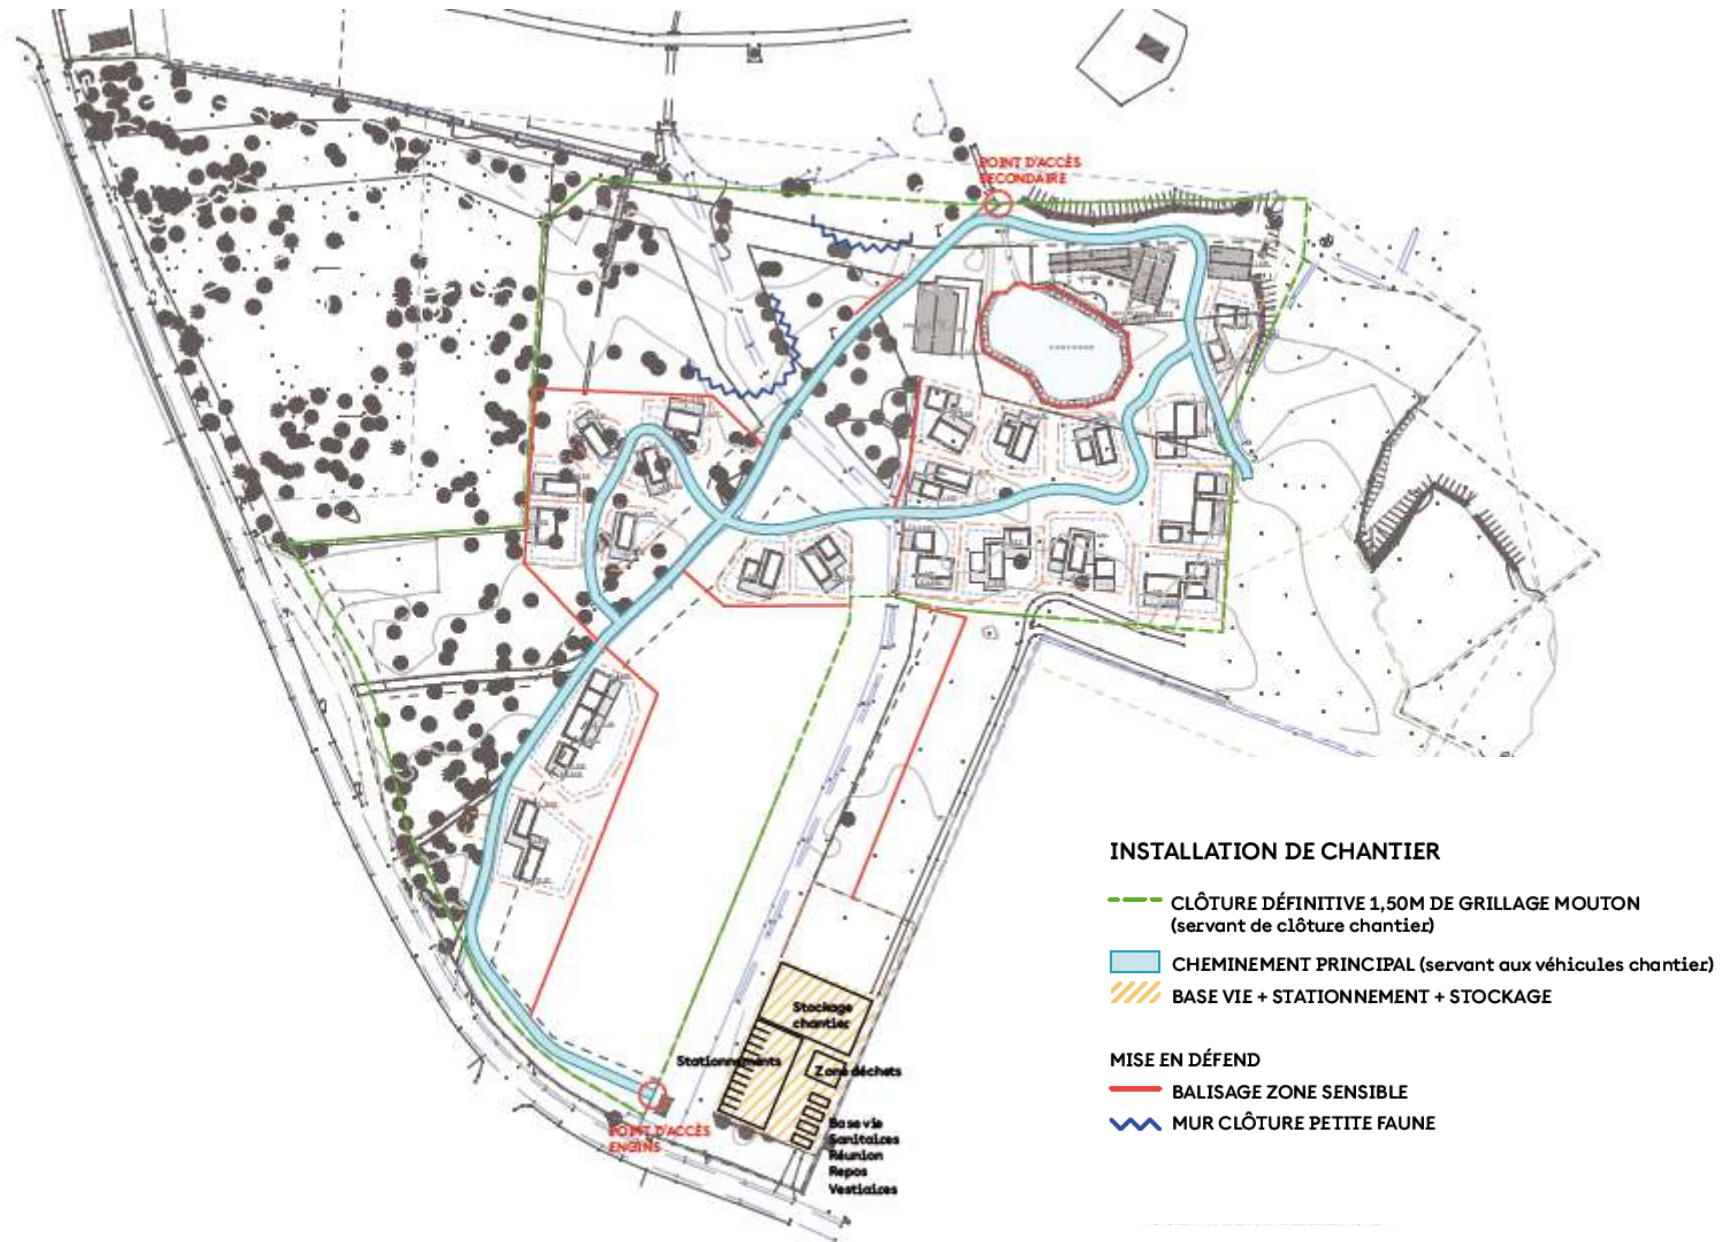 POINT D'ACCÈS
SECONDAIRE
INSTALLATION DE CHANTIER
CLÔTURE DÉFINITIVE 1,50M DE GRILLAGE MOUTON
(servant de clôture chantier)
CHEMINEMENT PRINCIPAL (servant aux véhicules chantier)
BASE VIE + STATIONNEMENT + STOCKAGE
MISE EN DÉFEND
BALISAGE ZONE SENSIBLE
MUR CLÔTURE PETITE FAUNE
Stockage
chantier
Stationnements
Zone déchets
POINT D'ACCÈS
ENGINS
Base vie
Sanitaires
Réunion
Repos
Vestiaires